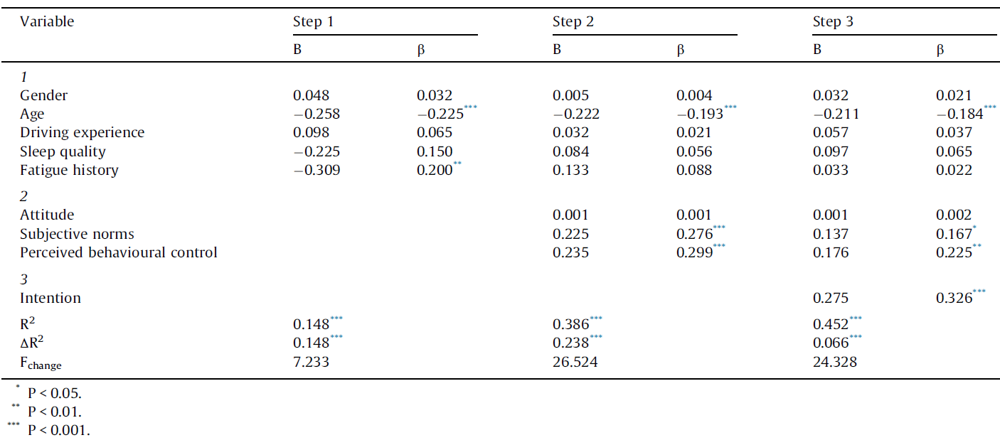 Variable Step 1 Step 2 Step 3
B β B β B β
1
Gender 0.048 0.032 0.005 0.004 0.032 0.021
Age −0.258 −0.225*** −0.222 −0.193*** −0.211 −0.184***
Driving experience 0.098 0.065 0.032 0.021 0.057 0.037
Sleep quality −0.225 0.150 0.084 0.056 0.097 0.065
Fatigue history −0.309 0.200** 0.133 0.088 0.033 0.022
2
Attitude 0.001 0.001 0.001 0.002
Subjective norms 0.225 0.276*** 0.137 0.167*
Perceived behavioural control 0.235 0.299*** 0.176 0.225**
3
Intention 0.275 0.326***
R² 0.148*** 0.386*** 0.452***
ΔR² 0.148*** 0.238*** 0.066***
Fchange 7.233 26.524 24.328
* P < 0.05.
** P < 0.01.
*** P < 0.001.